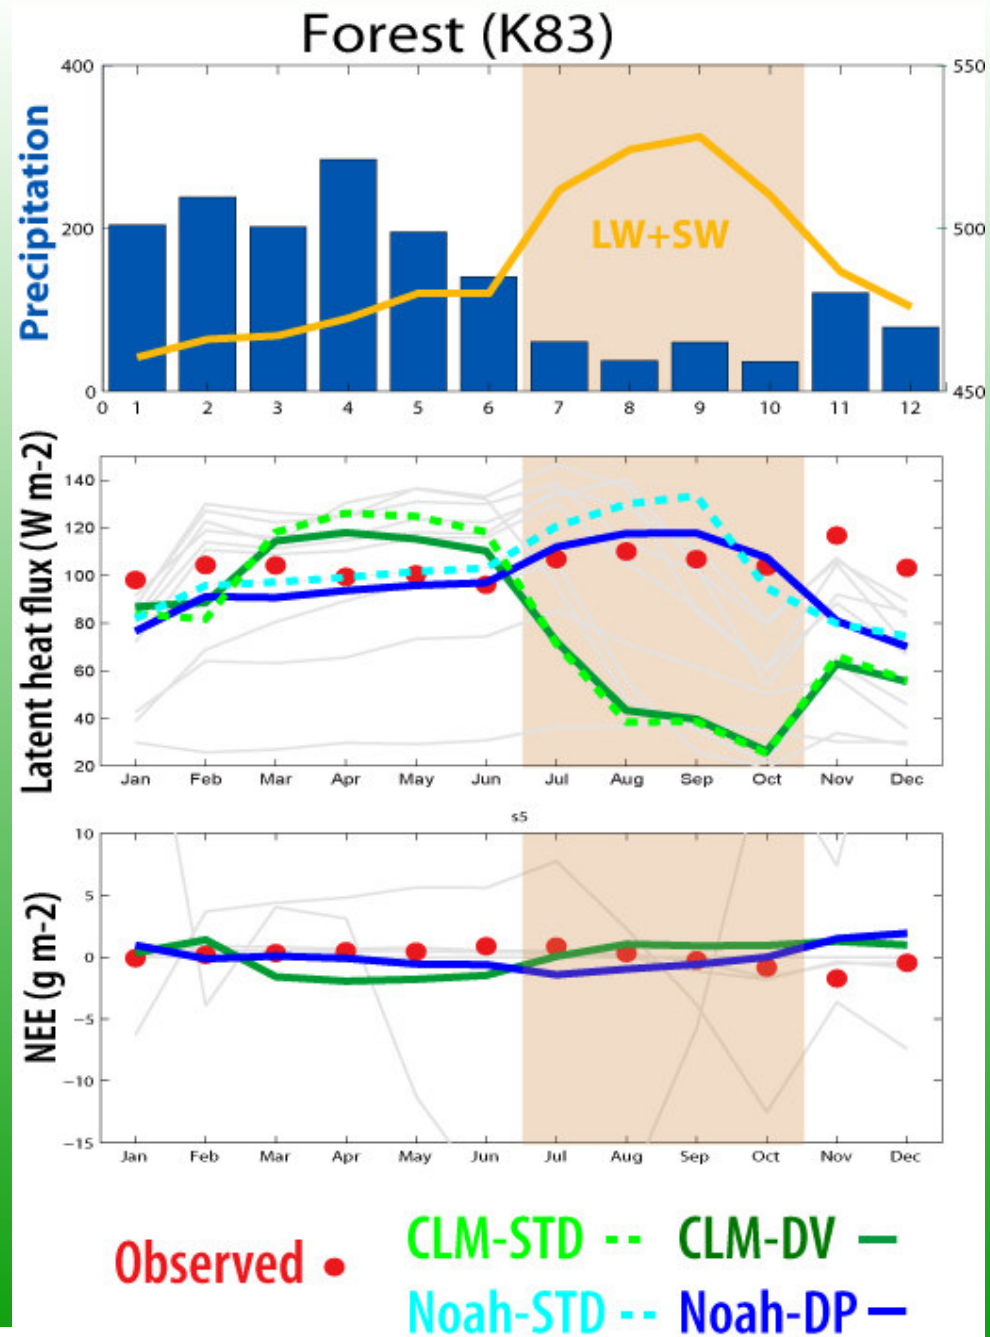 Forest (K83)
400
550
Precipitation
LW+SW
200
500
0
450
0 1 2 3 4 5 6 7 8 9 10 11 12
Latent heat flux (W m-2)
140
120
100
80
60
40
20
Jan Feb Mar Apr May Jun Jul Aug Sep Oct Nov Dec
s5
NEE (g m-2)
10
5
0
−5
−10
−15
Jan Feb Mar Apr May Jun Jul Aug Sep Oct Nov Dec
Observed
CLM-STD
CLM-DV
Noah-STD
Noah-DP